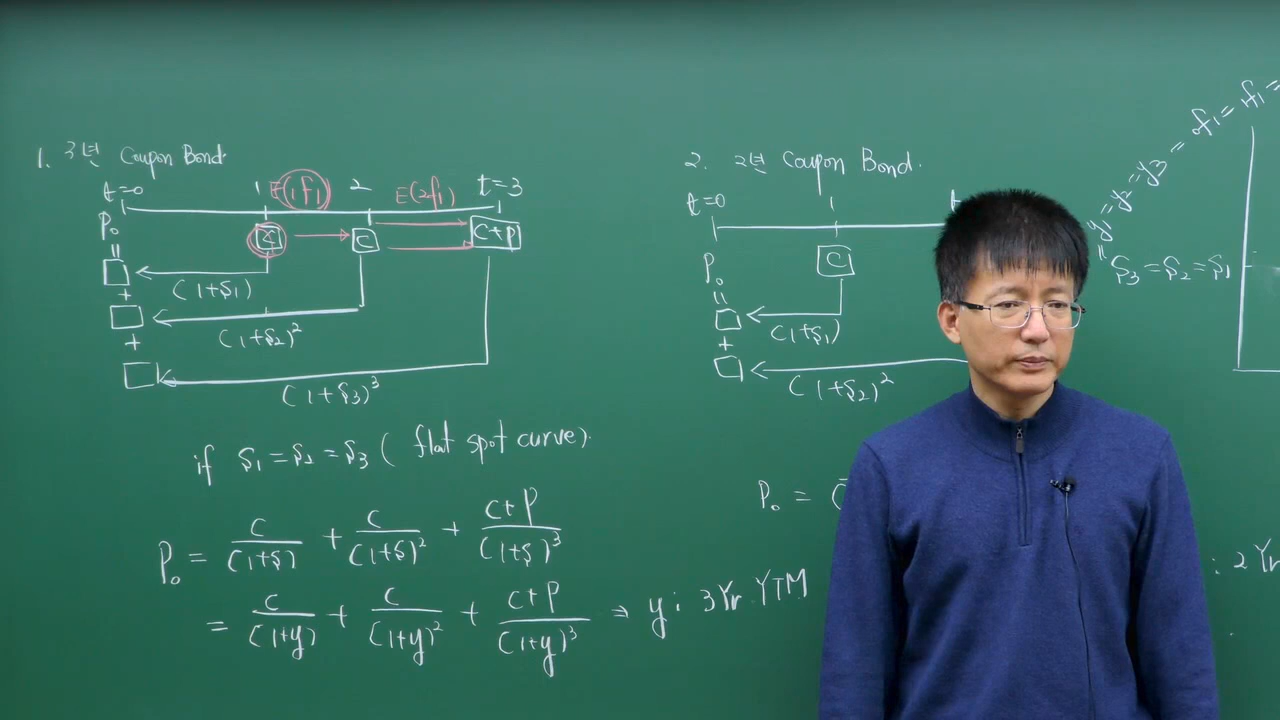 1. 3년 Coupon Bond.
t=0 1 E(1f1) 2 E(2f1) t=3
P₀ C C C+P
=
(1+S₁)
+
(1+S₂)²
+
(1+S₃)³
if S₁=S₂=S₃ ( flat spot curve).
P₀ = C/(1+S) + C/(1+S)² + C+P/(1+S)³
= C/(1+y) + C/(1+y)² + C+P/(1+y)³ ⇒ y : 3Yr. YTM
2. 2년 Coupon Bond.
t=0 1
C
P₀
=
(1+S₁)
+
(1+S₂)²
P₀ =
y₁=y₂=y₃ = f₁ = f₁ =
=
S₃=S₂=S₁
: 2 Yr